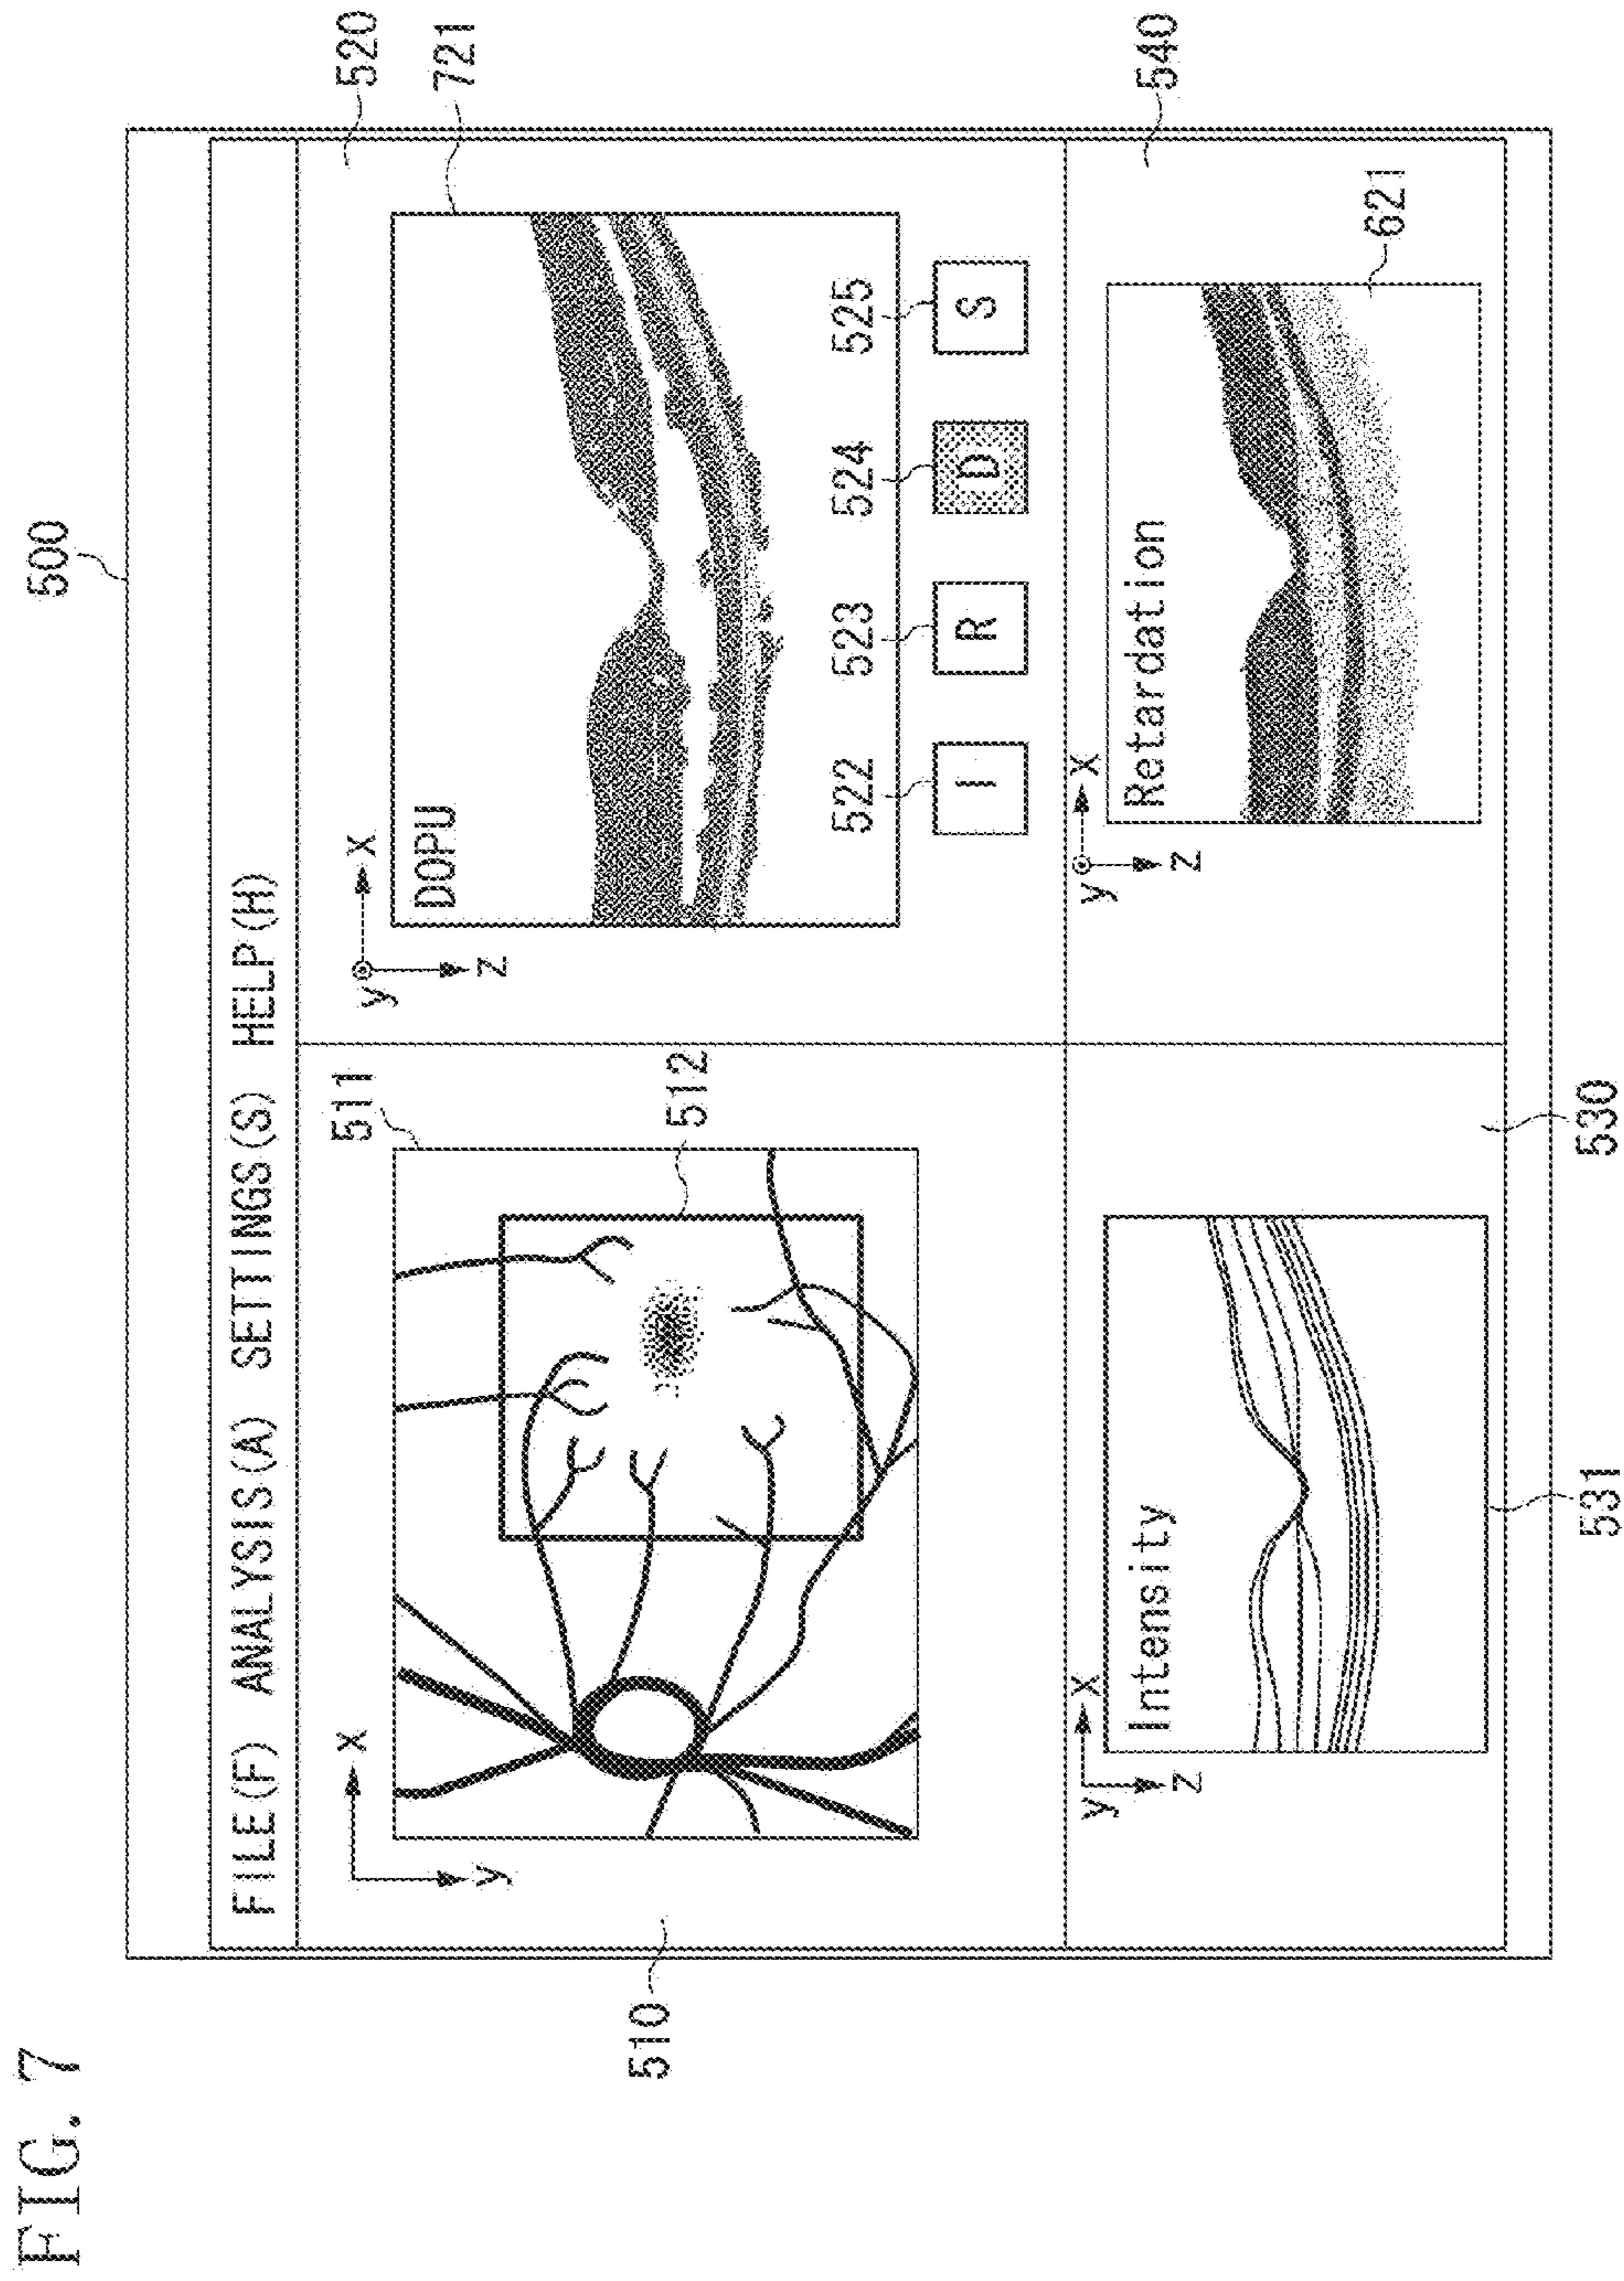 FIG. 7
500
FILE(F) ANALYSIS(A) SETTINGS(S) HELP(H)
510
x
y
511
512
520
y
x
z
721
DOPU
522
523
524
525
I
R
D
S
y
x
z
Intensity
531
530
540
y
x
z
Retardation
621